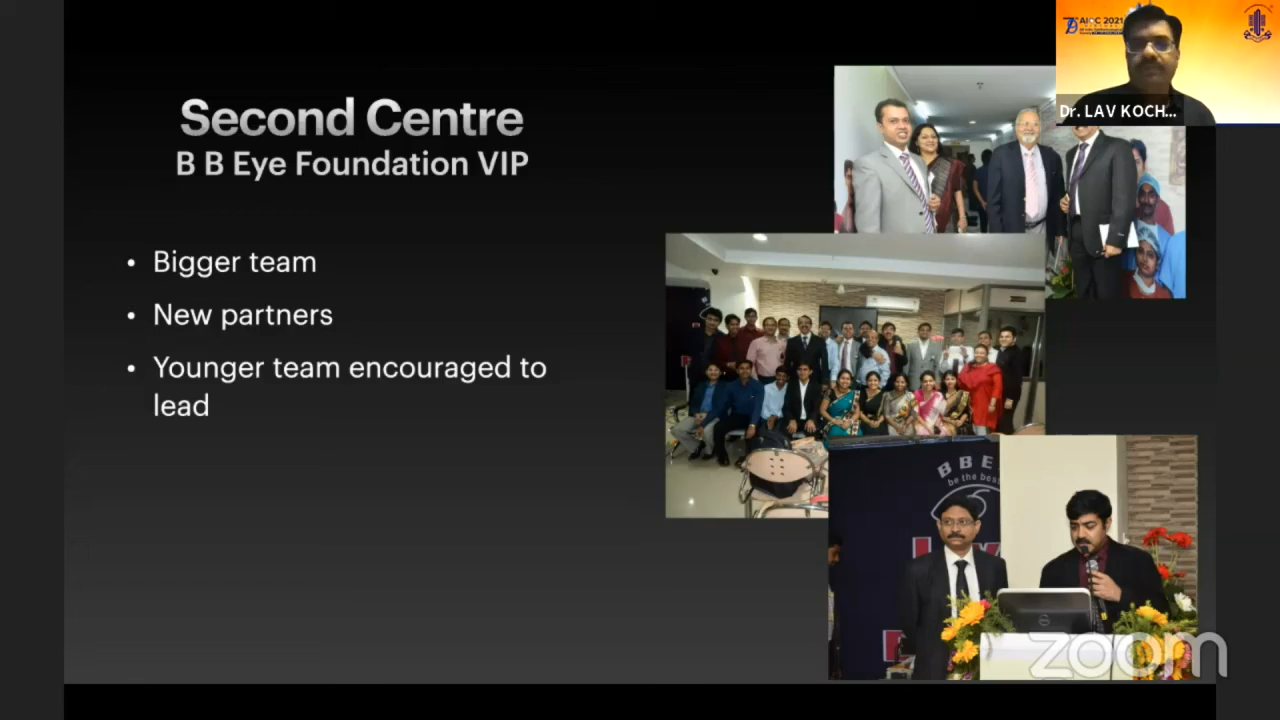 AIOC 2021
Dr. LAV KOCH...
Second Centre
B B Eye Foundation VIP
• Bigger team
• New partners
• Younger team encouraged to
lead
B B E
be the best
zoom